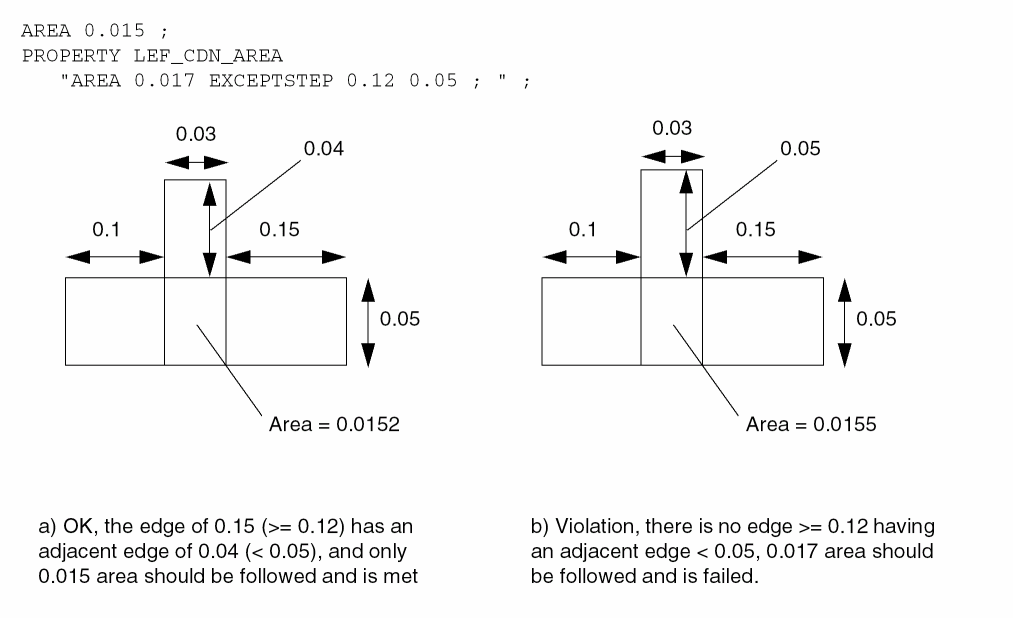 AREA 0.015 ;
PROPERTY LEF_CDN_AREA
"AREA 0.017 EXCEPTSTEP 0.12 0.05 ; " ;
0.03
0.04
0.1
0.15
0.05
Area = 0.0152
0.03
0.05
0.1
0.15
0.05
Area = 0.0155
a) OK, the edge of 0.15 (>= 0.12) has an
adjacent edge of 0.04 (< 0.05), and only
0.015 area should be followed and is met
b) Violation, there is no edge >= 0.12 having
an adjacent edge < 0.05, 0.017 area should
be followed and is failed.